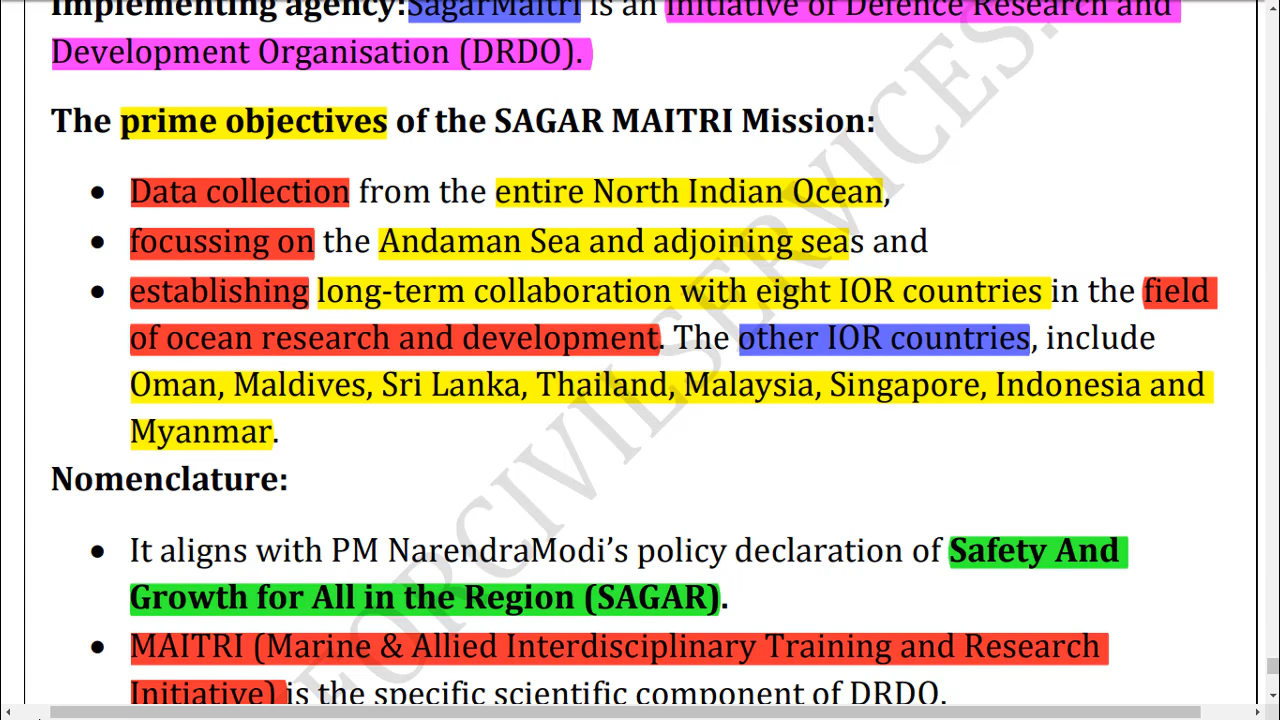 Implementing agency:SagarMaitri is an initiative of Defence Research and
Development Organisation (DRDO).
The prime objectives of the SAGAR MAITRI Mission:
• Data collection from the entire North Indian Ocean,
• focussing on the Andaman Sea and adjoining seas and
• establishing long-term collaboration with eight IOR countries in the field
of ocean research and development. The other IOR countries, include
Oman, Maldives, Sri Lanka, Thailand, Malaysia, Singapore, Indonesia and
Myanmar.
Nomenclature:
• It aligns with PM NarendraModi’s policy declaration of Safety And
Growth for All in the Region (SAGAR).
• MAITRI (Marine & Allied Interdisciplinary Training and Research
Initiative) is the specific scientific component of DRDO.
FORCIVILSERVICES.